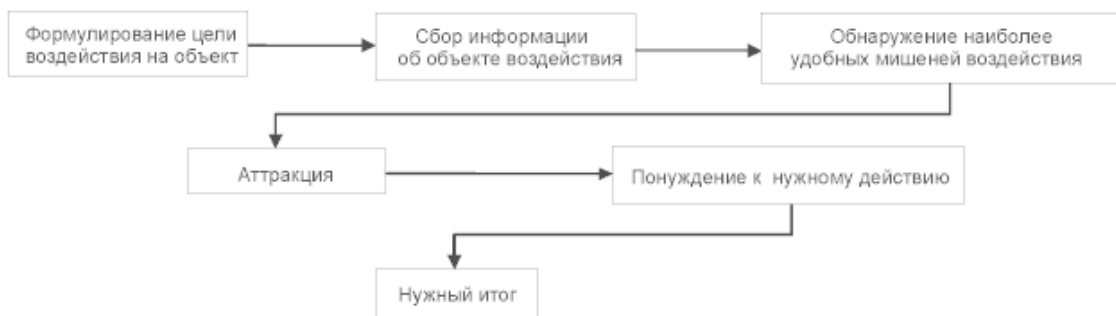 Формулирование цели
воздействия на объект
Сбор информации
об объекте воздействия
Обнаружение наиболее
удобных мишеней воздействия
Аттракция
Понуждение к нужному действию
Нужный итог